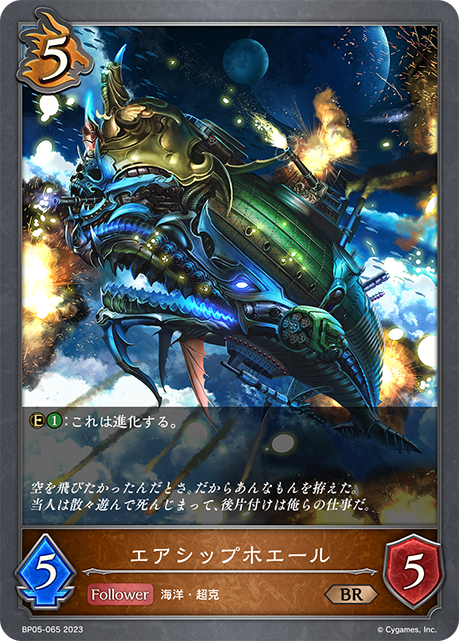 5
E 1:これは進化する。
空を飛びたかったんだとさ。だからあんなもんを拵えた。
当人は散々遊んで死んじまって、後片付けは俺らの仕事だ。
エアシップホエール
5
Follower 海洋・超克 BR
5
BP05-065 2023 © Cygames, Inc.